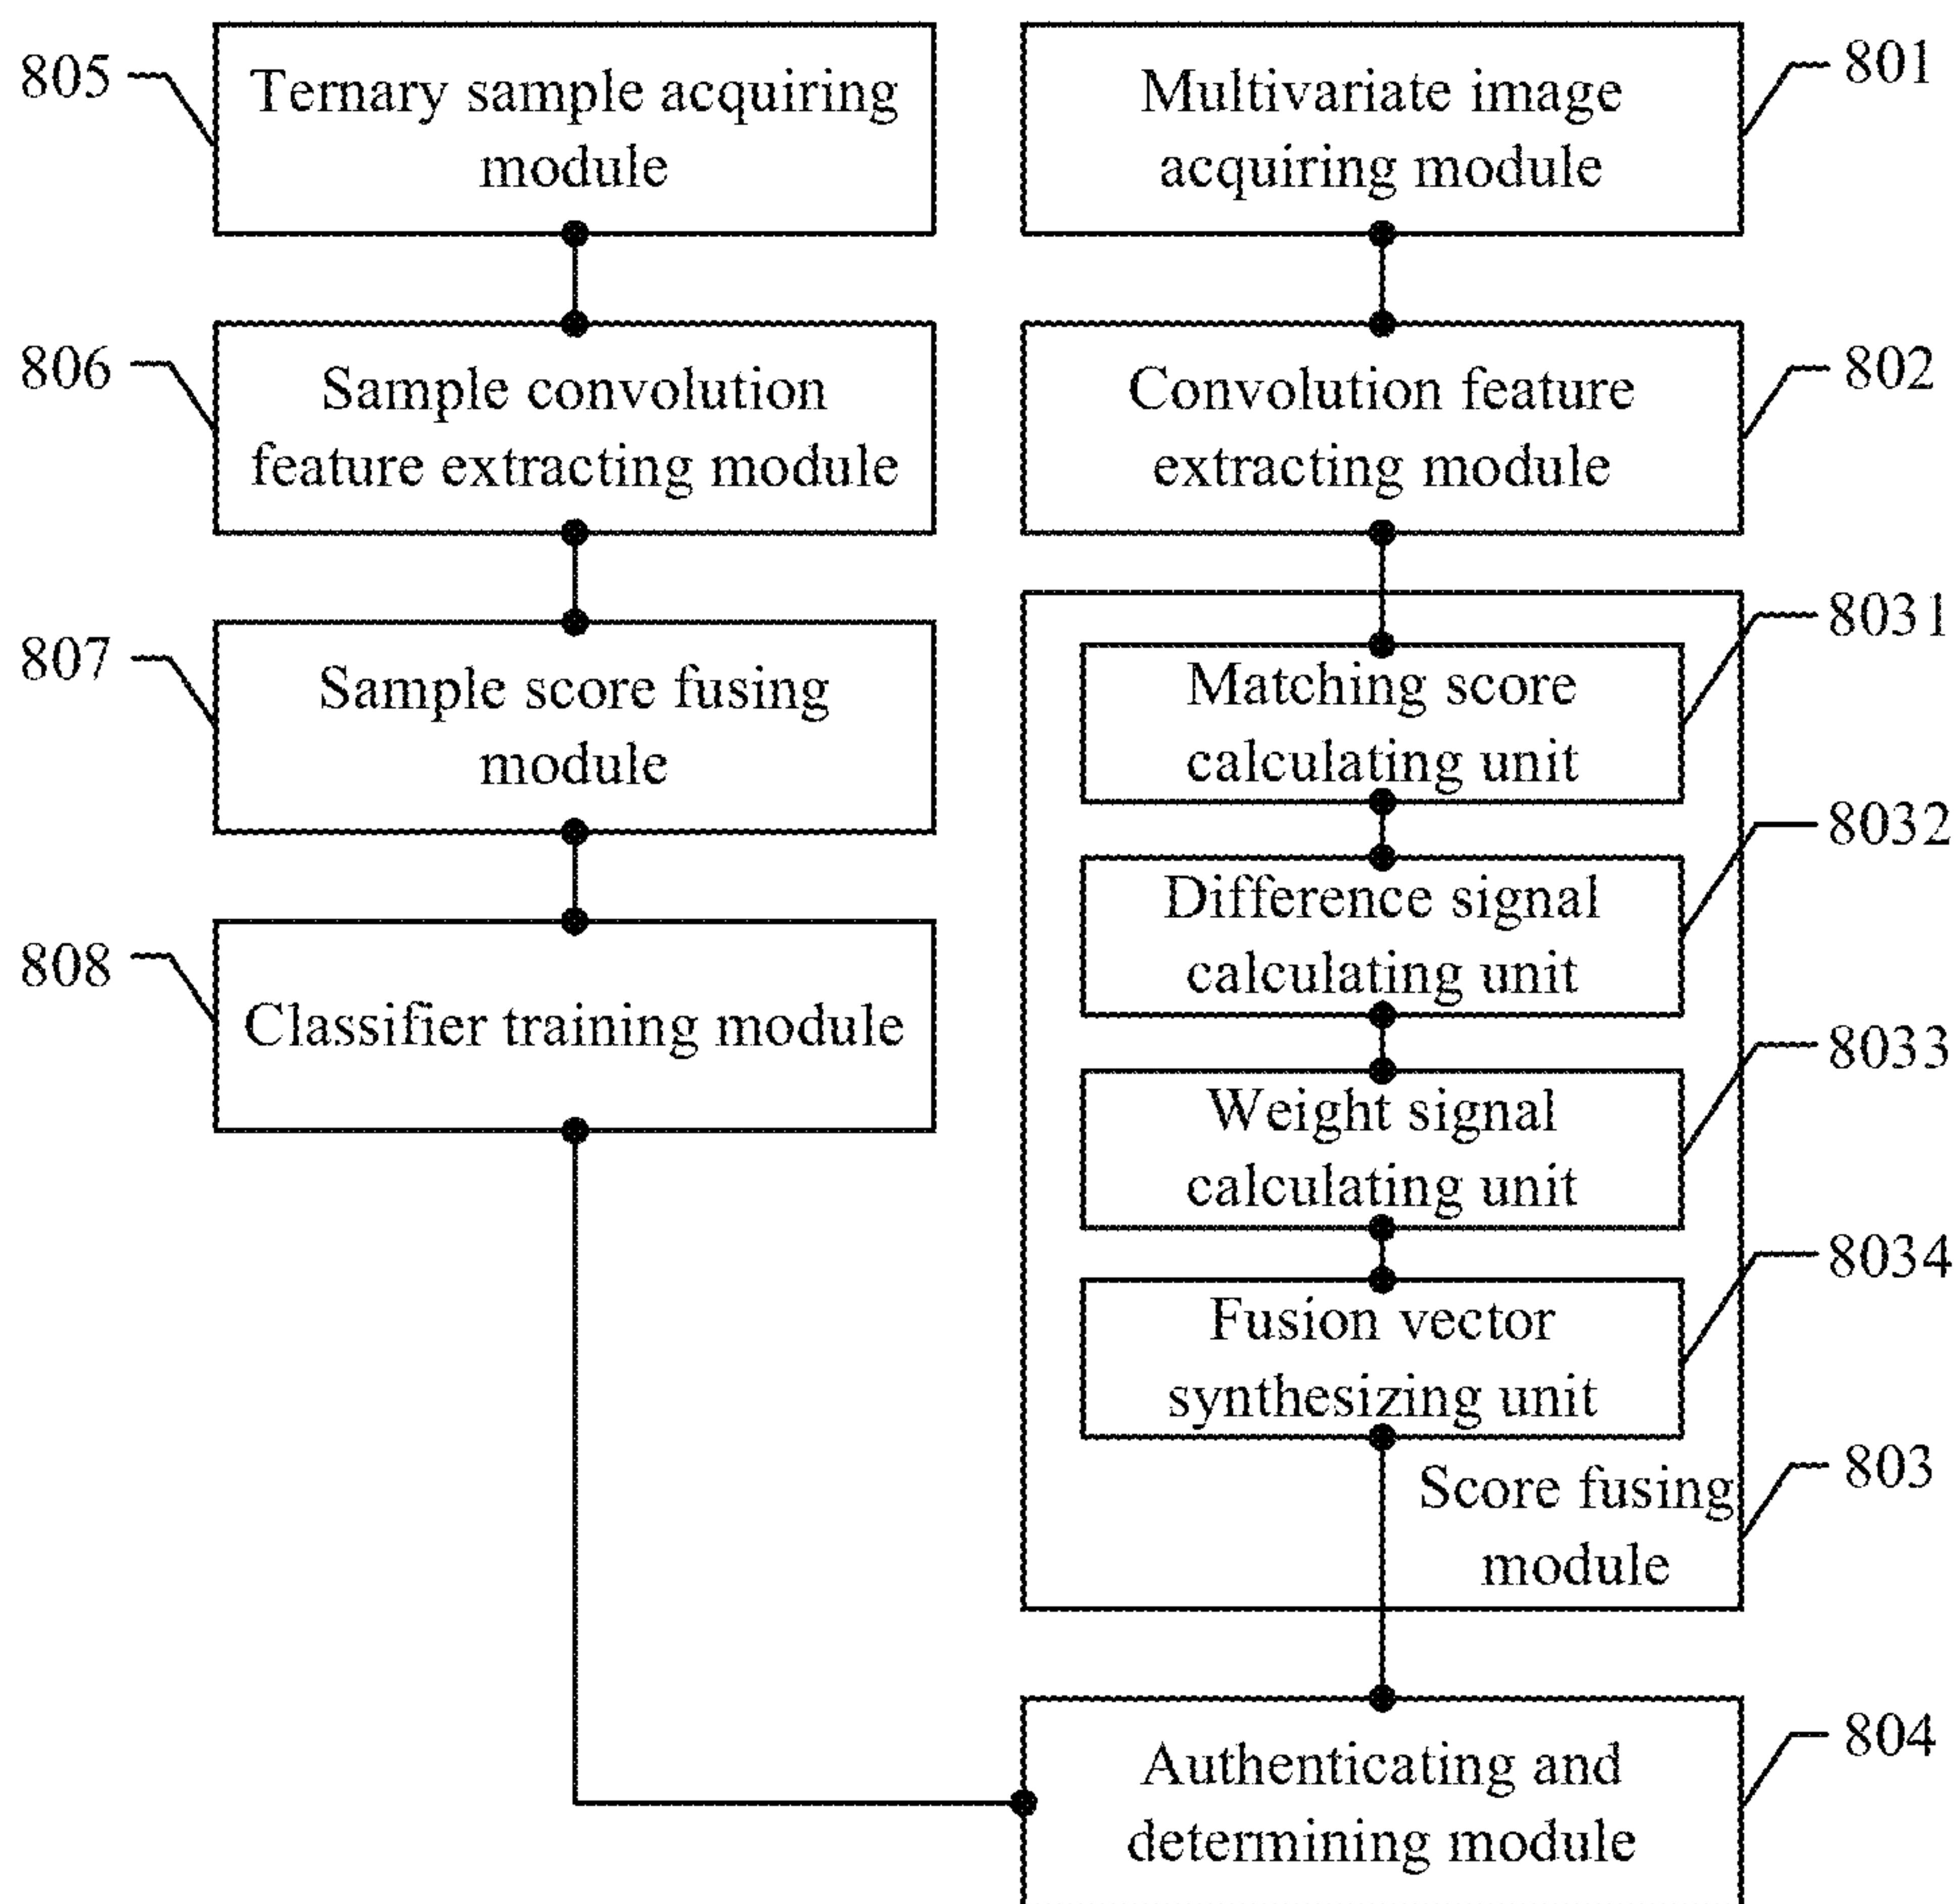 805
Ternary sample acquiring
module
806
Sample convolution
feature extracting module
807
Sample score fusing
module
808
Classifier training module
Multivariate image
acquiring module
801
Convolution feature
extracting module
802
Matching score
calculating unit
8031
Difference signal
calculating unit
8032
Weight signal
calculating unit
8033
Fusion vector
synthesizing unit
8034
Score fusing
module
803
Authenticating and
determining module
804